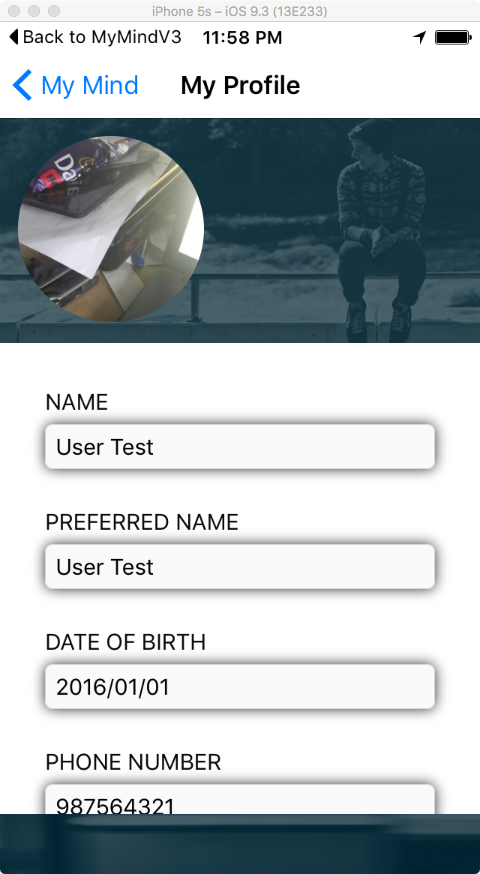 iPhone 5s – iOS 9.3 (13E233)
Back to MyMindV3 11:58 PM
My Mind My Profile
NAME
User Test
PREFERRED NAME
User Test
DATE OF BIRTH
2016/01/01
PHONE NUMBER
987564321